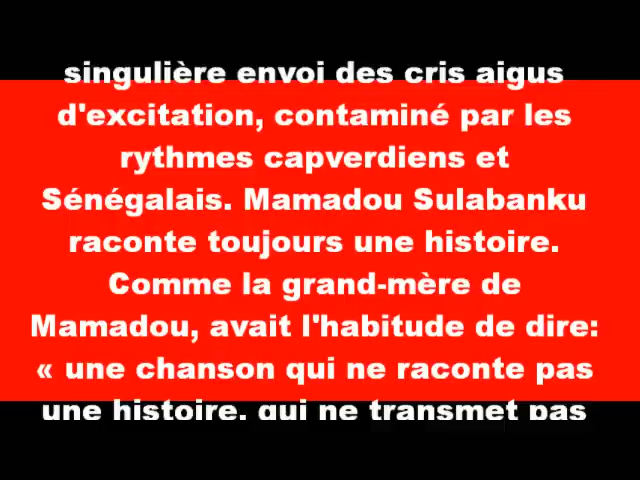 singulière envoi des cris aigus
d'excitation, contaminé par les
rythmes capverdiens et
Sénégalais. Mamadou Sulabanku
raconte toujours une histoire.
Comme la grand-mère de
Mamadou, avait l'habitude de dire:
« une chanson qui ne raconte pas
une histoire, qui ne transmet pas